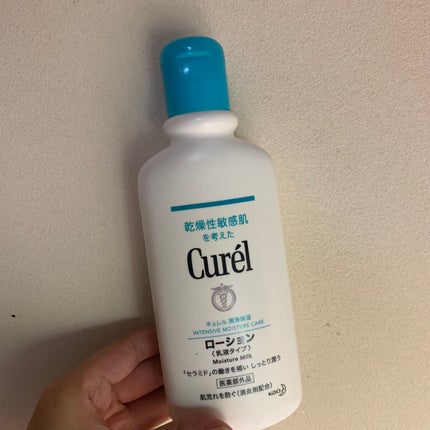 乾燥性敏感肌
を考えた
Curél
キュレル 潤浸保湿
INTENSIVE MOISTURE CARE
ローション
〈乳液タイプ〉
Moisture Milk
「セラミド」の働きを補い しっとり潤う
医薬部外品
肌荒れを防ぐ(消炎剤配合)
KAO